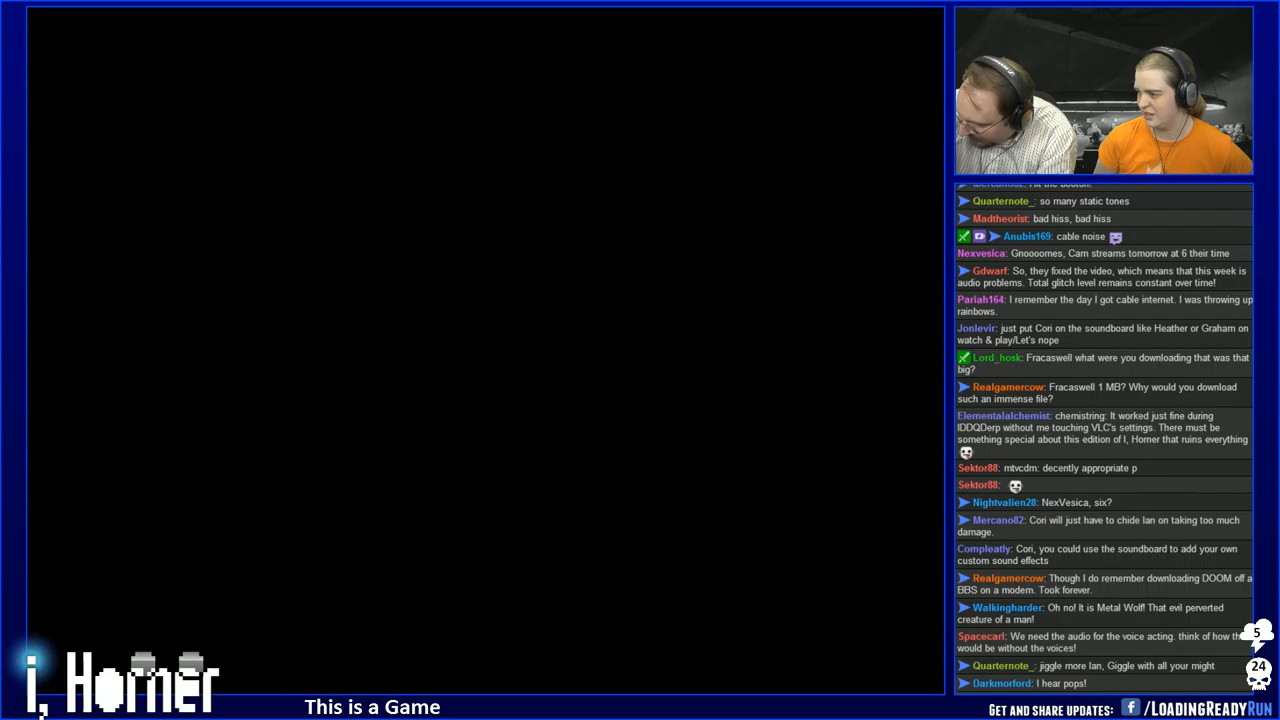 Quarternote_: so many static tones
Madtheorist: bad hiss, bad hiss
Anubis169: cable noise
Nexvesica: Gnoooomes, Cam streams tomorrow at 6 their time
Gdwarf: So, they fixed the video, which means that this week is
audio problems. Total glitch level remains constant over time!
Pariah164: I remember the day I got cable internet. I was throwing up
rainbows.
Jonlevir: just put Cori on the soundboard like Heather or Graham on
watch & play/Let's nope
Lord_hosk: Fracaswell what were you downloading that was that
big?
Realgamercow: Fracaswell 1 MB? Why would you download
such an immense file?
Elementalalchemist: chemistring: It worked just fine during
IDDQDerp without me touching VLC's settings. There must be
something special about this edition of I, Horner that ruins everything
Sektor88: mtvcdm: decently appropriate p
Sektor88:
Nightvalien28: NexVesica, six?
Mercano82: Cori will just have to chide Ian on taking too much
damage.
Compleatly: Cori, you could use the soundboard to add your own
custom sound effects
Realgamercow: Though I do remember downloading DOOM off a
BBS on a modem. Took forever.
Walkingharder: Oh no! It is Metal Wolf! That evil perverted
creature of a man!
Spacecarl: We need the audio for the voice acting. think of how
would be without the voices!
Quarternote_: jiggle more Ian, Giggle with all your might
Darkmorford: I hear pops!
5
24
i, Horner
This is a Game
Get and share updates: f /LoadingReadyRun